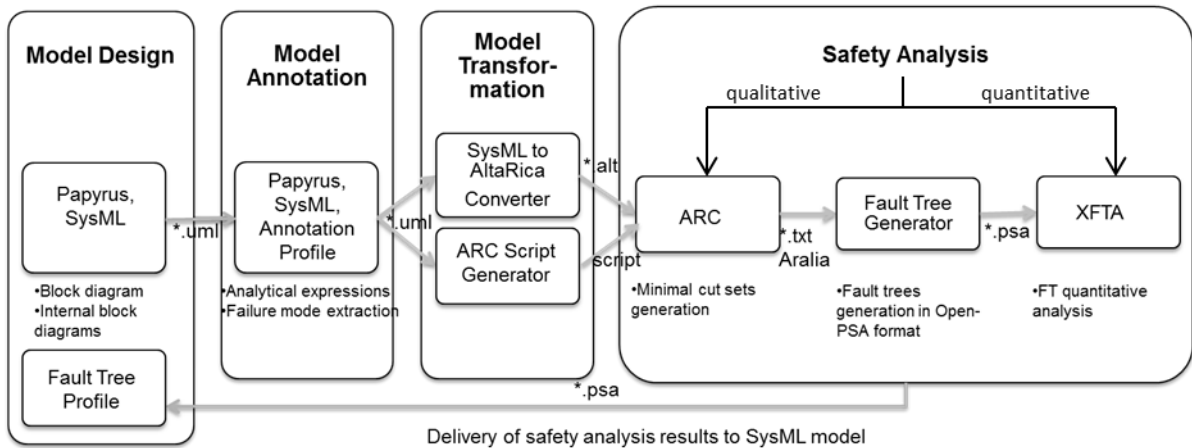 Model Design
Papyrus,
SysML
*.uml
•Block diagram
•Internal block
diagrams
Fault Tree
Profile
Model
Annotation
Papyrus,
SysML,
Annotation
Profile
*.uml
•Analytical expressions
•Failure mode extraction
Model
Transfor-
mation
SysML to
AltaRica
Converter
*.alt
ARC Script
Generator
script
Safety Analysis
qualitative
quantitative
ARC
*.txt
Aralia
•Minimal cut sets
generation
Fault Tree
Generator
*.psa
•Fault trees
generation in Open-
PSA format
XFTA
•FT quantitative
analysis
*.psa
Delivery of safety analysis results to SysML model